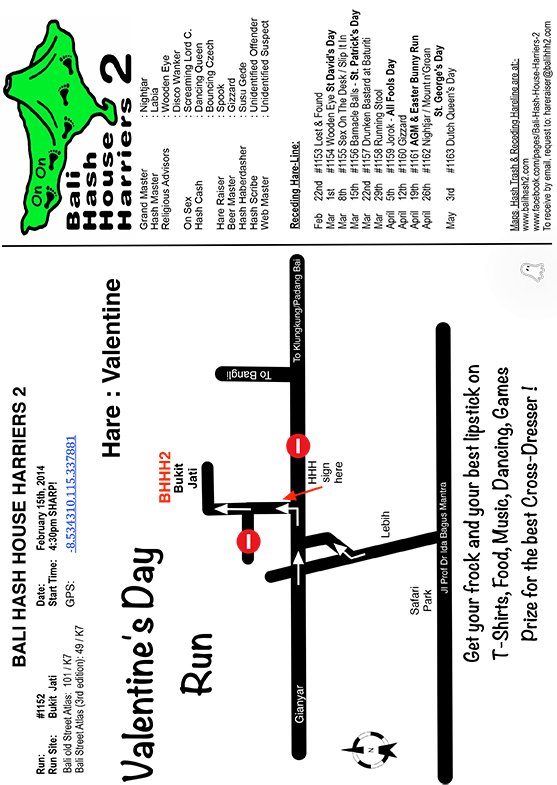 BALI HASH HOUSE HARRIERS 2
Run: #1152
Run Site: Bukit Jati
Bali old Street Atlas: 101 / K7
Bali Street Atlas (3rd edition): 49 / K7
Date: February 15th, 2014
Start Time: 4:30pm SHARP!
GPS: -8.534310,115.337881
Valentine's Day
Run
Hare : Valentine
BHHH2
Bukit
Jati
HHH
sign
here
To Bangli
To Klungkung/Padang Bai
Gianyar
Lebih
Safari
Park
Jl Prof Dr Ida Bagus Mantra
N
Get your frock and your best lipstick on
T-Shirts, Food, Music, Dancing, Games
Prize for the best Cross-Dresser !
On On
Bali
Hash
House
Harriers 2
Grand Master : Nightjar
Hash Master : Labia
Religious Advisors : Wooden Eye
: Disco Wanker
On Sex : Screaming Lord C.
Hash Cash : Dancing Queen
: Bouncing Czech
Hare Raiser : Spook
Beer Master : Gizzard
Hash Haberdasher : Susu Gede
Hash Scribe : Unidentified Offender
Web Master : Unidentified Suspect
Receding Hare-Line:
Feb 22nd #1153 Lost & Found
Mar 1st #1154 Wooden Eye St David's Day
Mar 8th #1155 Sex On The Desk / Slip It In
Mar 15th #1156 Barnacle Balls - St. Patrick's Day
Mar 22nd #1157 Drunken Bastard at Baturiti
Mar 29th #1158 Running Stool
April 5th #1159 Jorok - All Fools Day
April 12th #1160 Gizzard
April 19th #1161 AGM & Easter Bunny Run
April 26th #1162 Nightjar / Mount n'Groan
St. George's Day
May 3rd #1163 Dutch Queen's Day
Maps, Hash Trash & Receding Hareline are at:
www.balihash2.com
www.facebook.com/pages/Bali-Hash-House-Harriers-2
To receive by email, request to: hareraiser@balihhh2.com